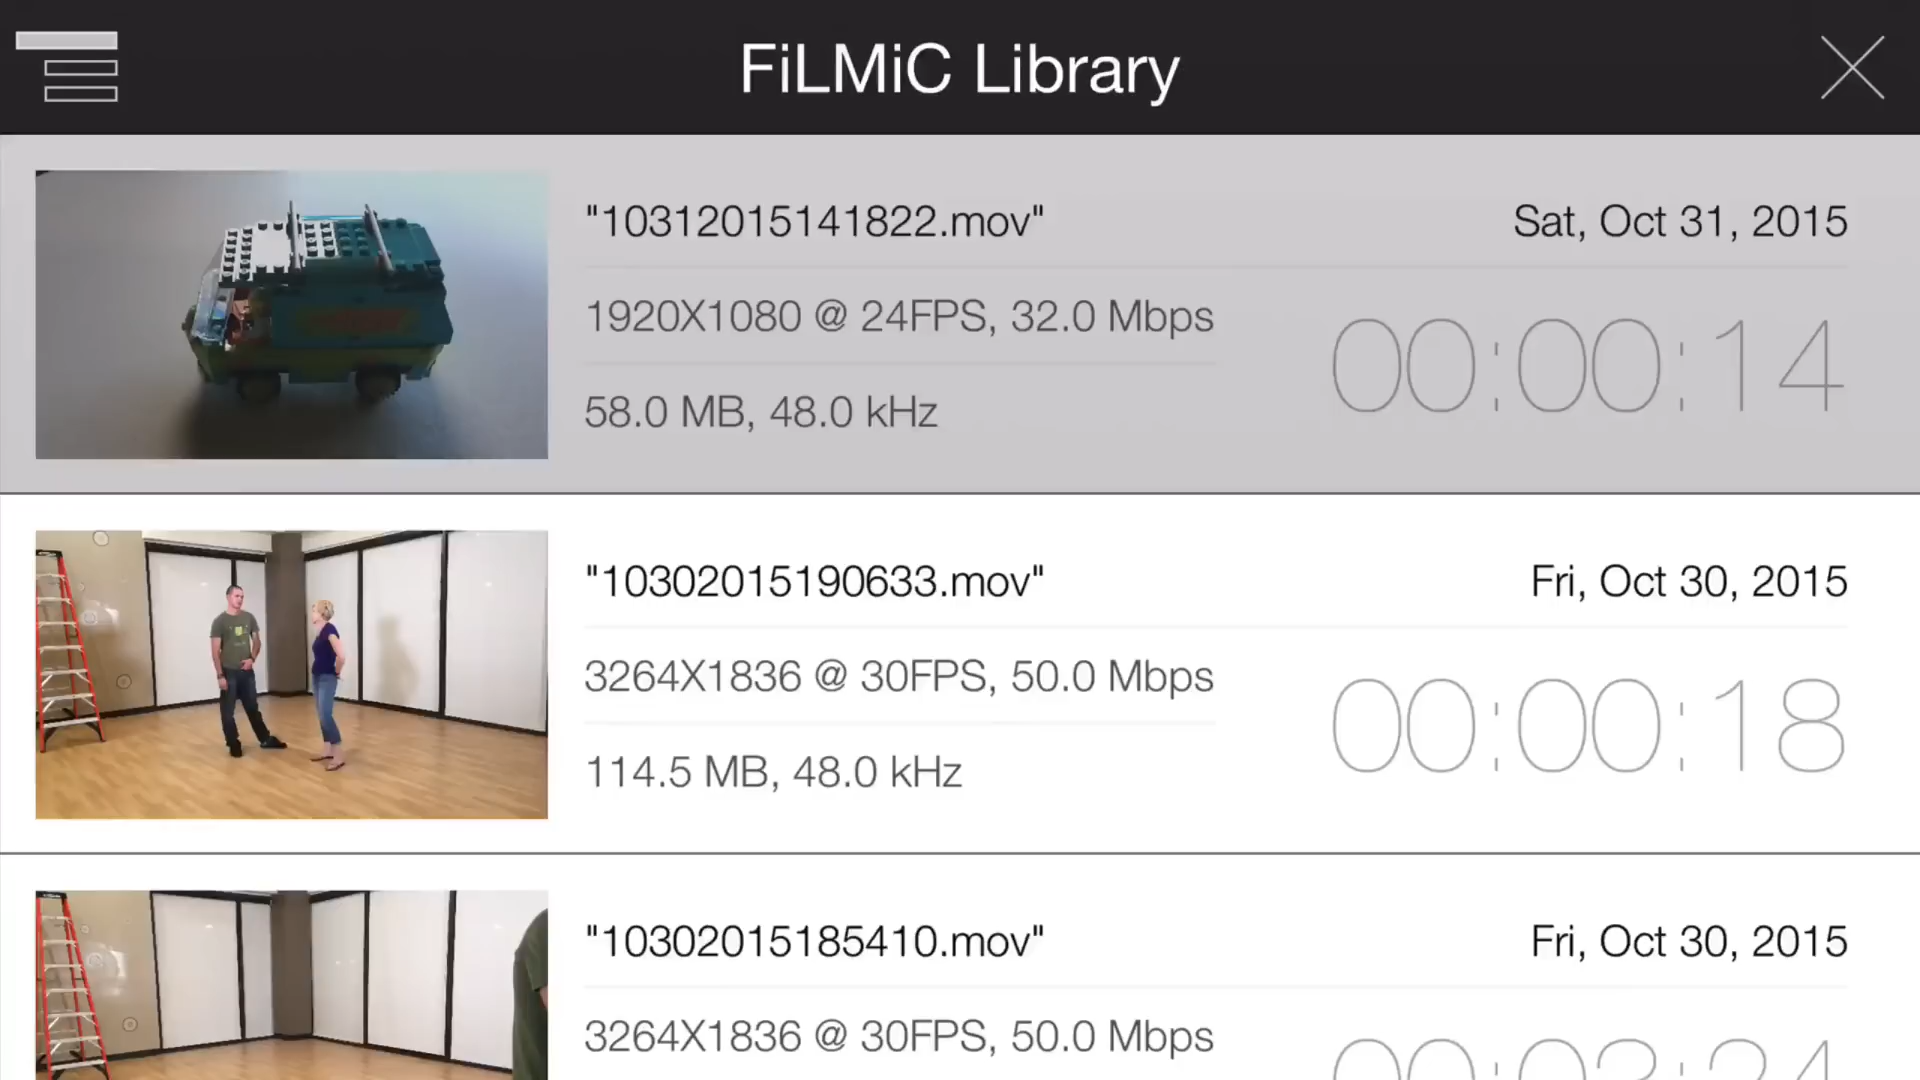 FiLMiC Library
"10312015141822.mov"
Sat, Oct 31, 2015
1920X1080 @ 24FPS, 32.0 Mbps
00:00:14
58.0 MB, 48.0 kHz
"10302015190633.mov"
Fri, Oct 30, 2015
3264X1836 @ 30FPS, 50.0 Mbps
00:00:18
114.5 MB, 48.0 kHz
"10302015185410.mov"
Fri, Oct 30, 2015
3264X1836 @ 30FPS, 50.0 Mbps